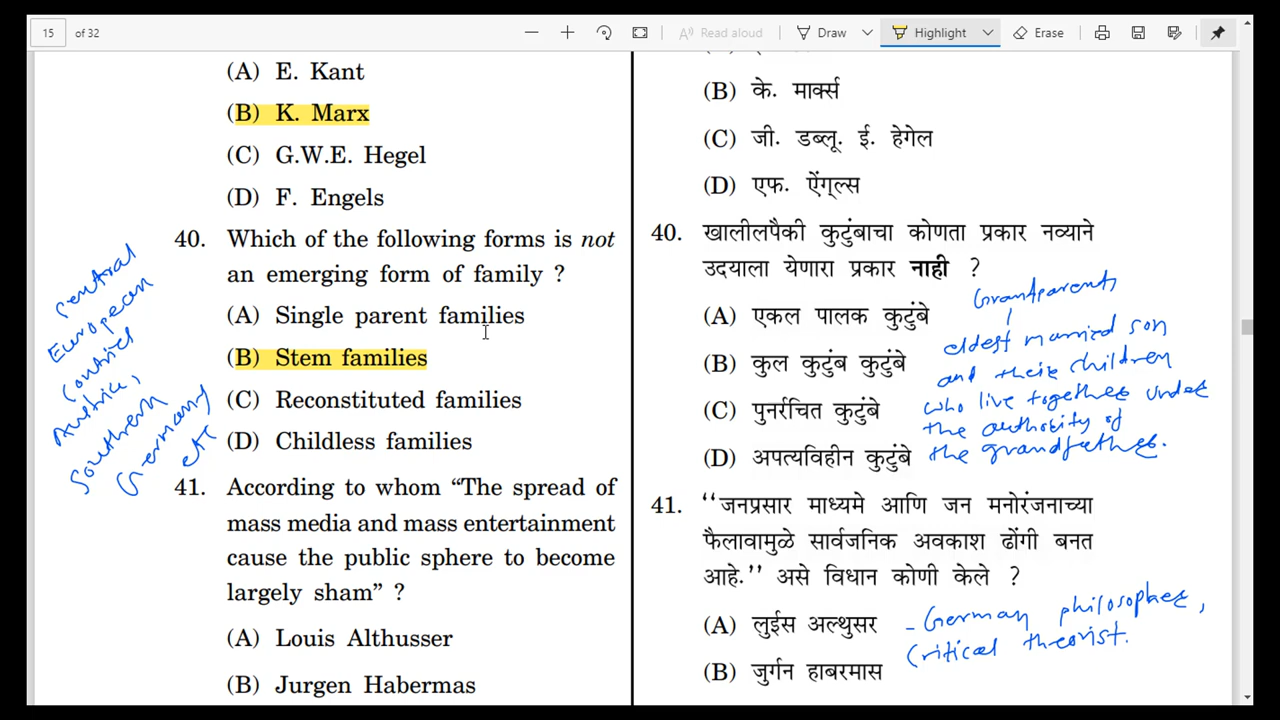 15 of 32
Read aloud
Draw
Highlight
Erase
(A) E. Kant
(B) K. Marx
(C) G.W.E. Hegel
(D) F. Engels
40. Which of the following forms is not
an emerging form of family ?
(A) Single parent families
(B) Stem families
(C) Reconstituted families
(D) Childless families
central
European
contries
Austria,
Southern
Germany
etc
41. According to whom “The spread of
mass media and mass entertainment
cause the public sphere to become
largely sham” ?
(A) Louis Althusser
(B) Jurgen Habermas
(B) के. मार्क्स
(C) जी. डब्लू. ई. हेगेल
(D) एफ. ऐंगल्स
40. खालीलपैकी कुटुंबाचा कोणता प्रकार नव्याने
उदयाला येणारा प्रकार नाही ?
(A) एकल पालक कुटुंबे
(B) कुल कुटुंब कुटुंबे
(C) पुनर्रचित कुटुंबे
(D) अपत्यविहीन कुटुंबे
Grandparents
eldest married son
and their children
who live together under
the authority of
the grandfather.
41. “जनप्रसार माध्यमे आणि जन मनोरंजनाच्या
फैलावामुळे सार्वजनिक अवकाश ढोंगी बनत
आहे.” असे विधान कोणी केले ?
(A) लुईस अल्थुसर
(B) जुर्गन हाबरमास
- German philosopher,
critical theorist.